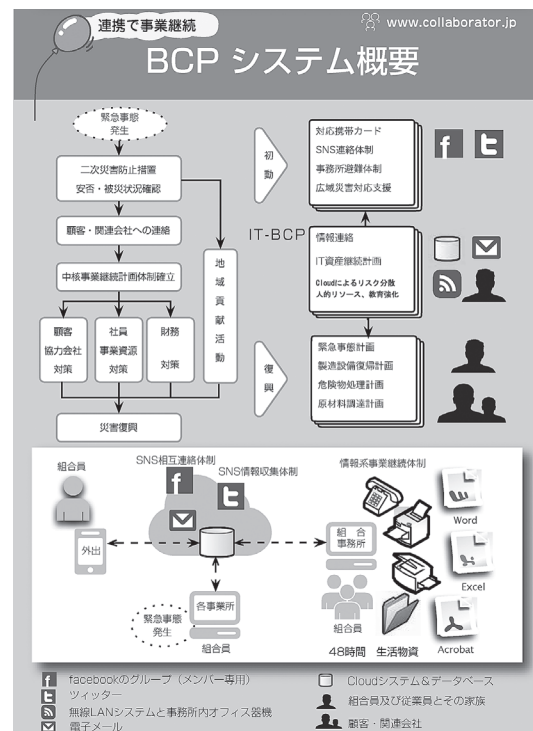 連携で事業継続
www.collaborator.jp
BCP システム概要
緊急事態
発生
二次災害防止措置
安否・被災状況確認
顧客・関連会社への連絡
中核事業継続計画体制確立
顧客
協力会社
対策
社員
事業資源
対策
財務
対策
地域貢献活動
災害復興
初動
対応携帯カード
SNS連絡体制
事務所避難体制
広域災害対応支援
IT-BCP
情報連絡
IT資産継続計画
Cloudによるリスク分散
人的リソース、教育強化
復興
緊急事態計画
製造設備復帰計画
危険物処理計画
原材料調達計画
組合員
SNS相互連絡体制
SNS情報収集体制
外出
各事業所
組合員
緊急事態
発生
情報系事業継続体制
組合
事務所
組合員
48時間 生活物資
Word
Excel
Acrobat
facebookのグループ（メンバー専用）
ツィッター
無線LANシステムと事務所内オフィス器機
電子メール
Cloudシステム&データベース
組合員及び従業員とその家族
顧客・関連会社